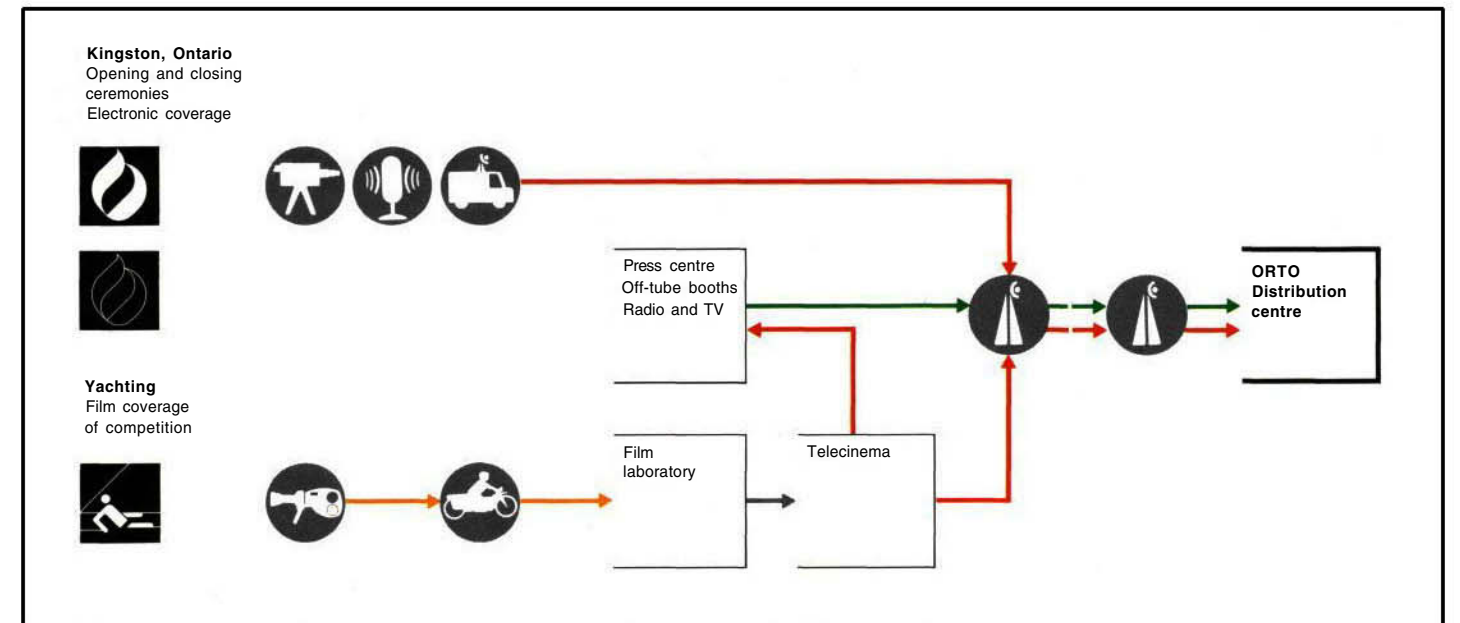 Kingston, Ontario
Opening and closing
ceremonies
Electronic coverage
Press centre
Off-tube booths
Radio and TV
ORTO
Distribution
centre
Yachting
Film coverage
of competition
Film
laboratory
Telecinema